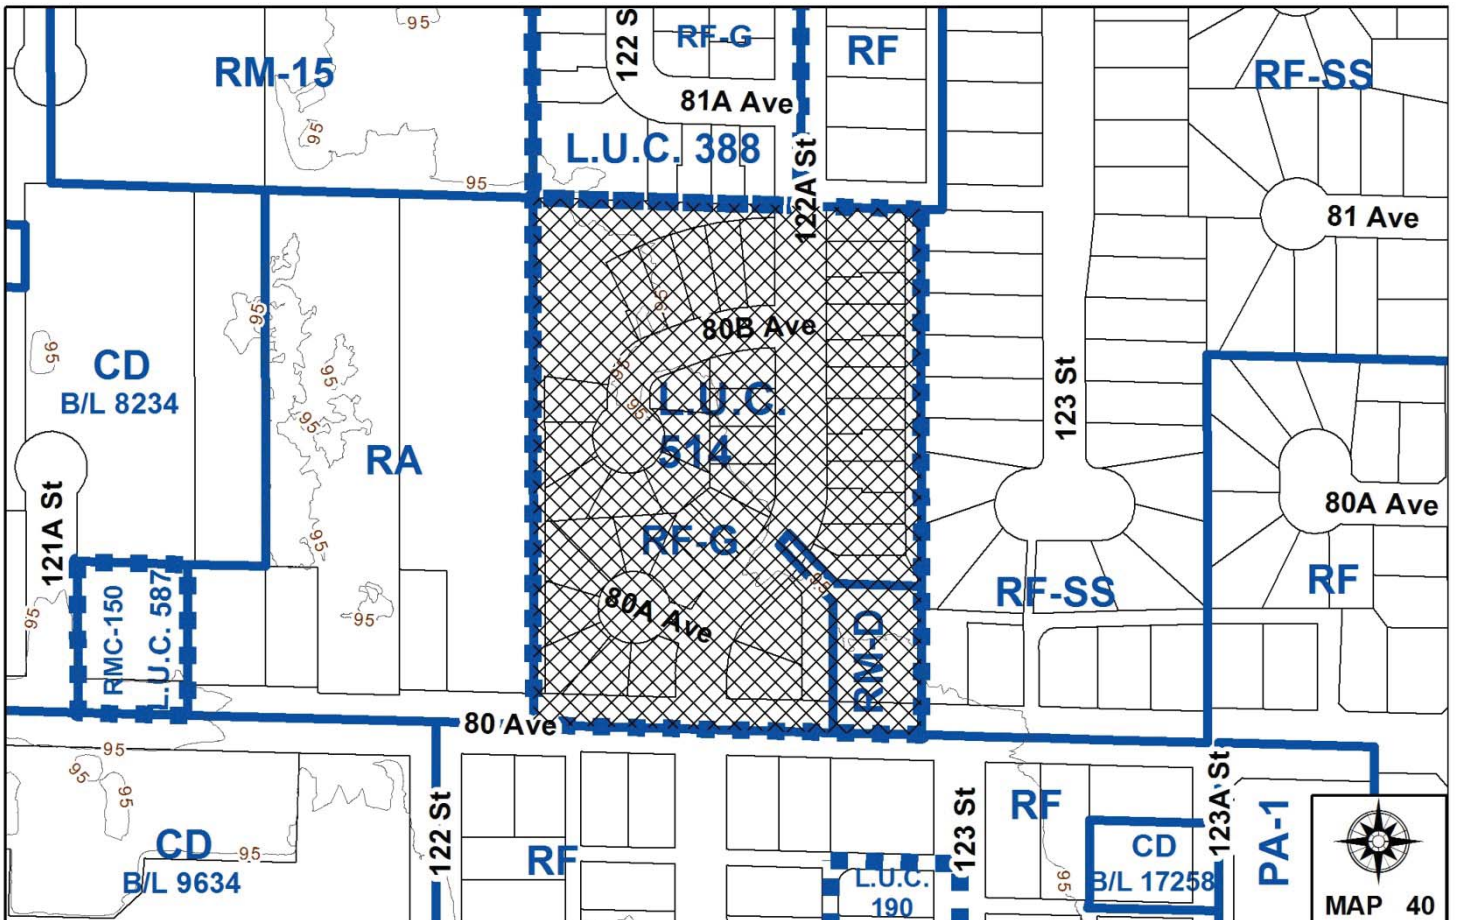 95
122 S
RF-G
RF
RM-15
RF-SS
81A Ave
95
L.U.C. 388
122A St
95
81 Ave
95
95
95
80B Ave
CD
B/L 8234
95
95
95
L.U.C.
514
95
123 St
RA
121A St
80A Ave
95
RF-G
RF-SS
RF
95
95
95
RMC-150
L.U.C. 587
80A Ave
RM-D
80 Ave
95
95
95
122 St
CD
B/L 9634
95
RF
123 St
L.U.C.
190
RF
95
CD
B/L 17258
123A St
PA-1
MAP 40